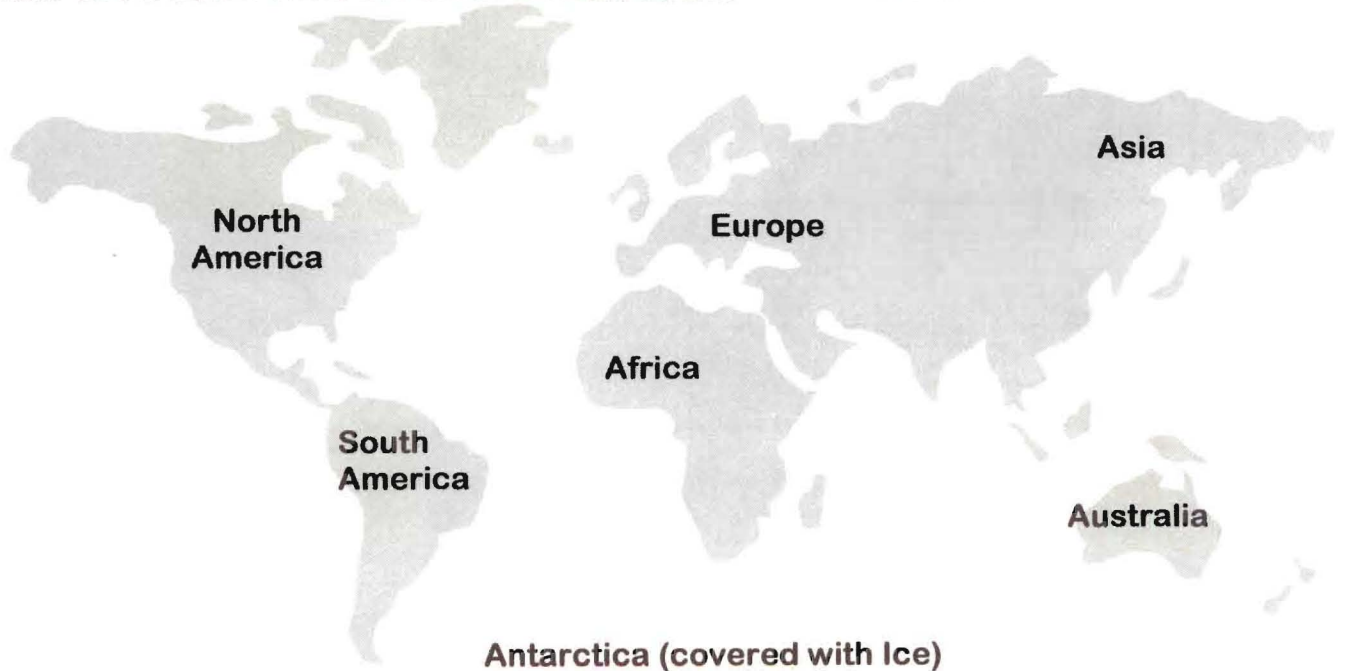 Asia
North
America
Europe
Africa
South
America
Australia
Antarctica (covered with Ice)